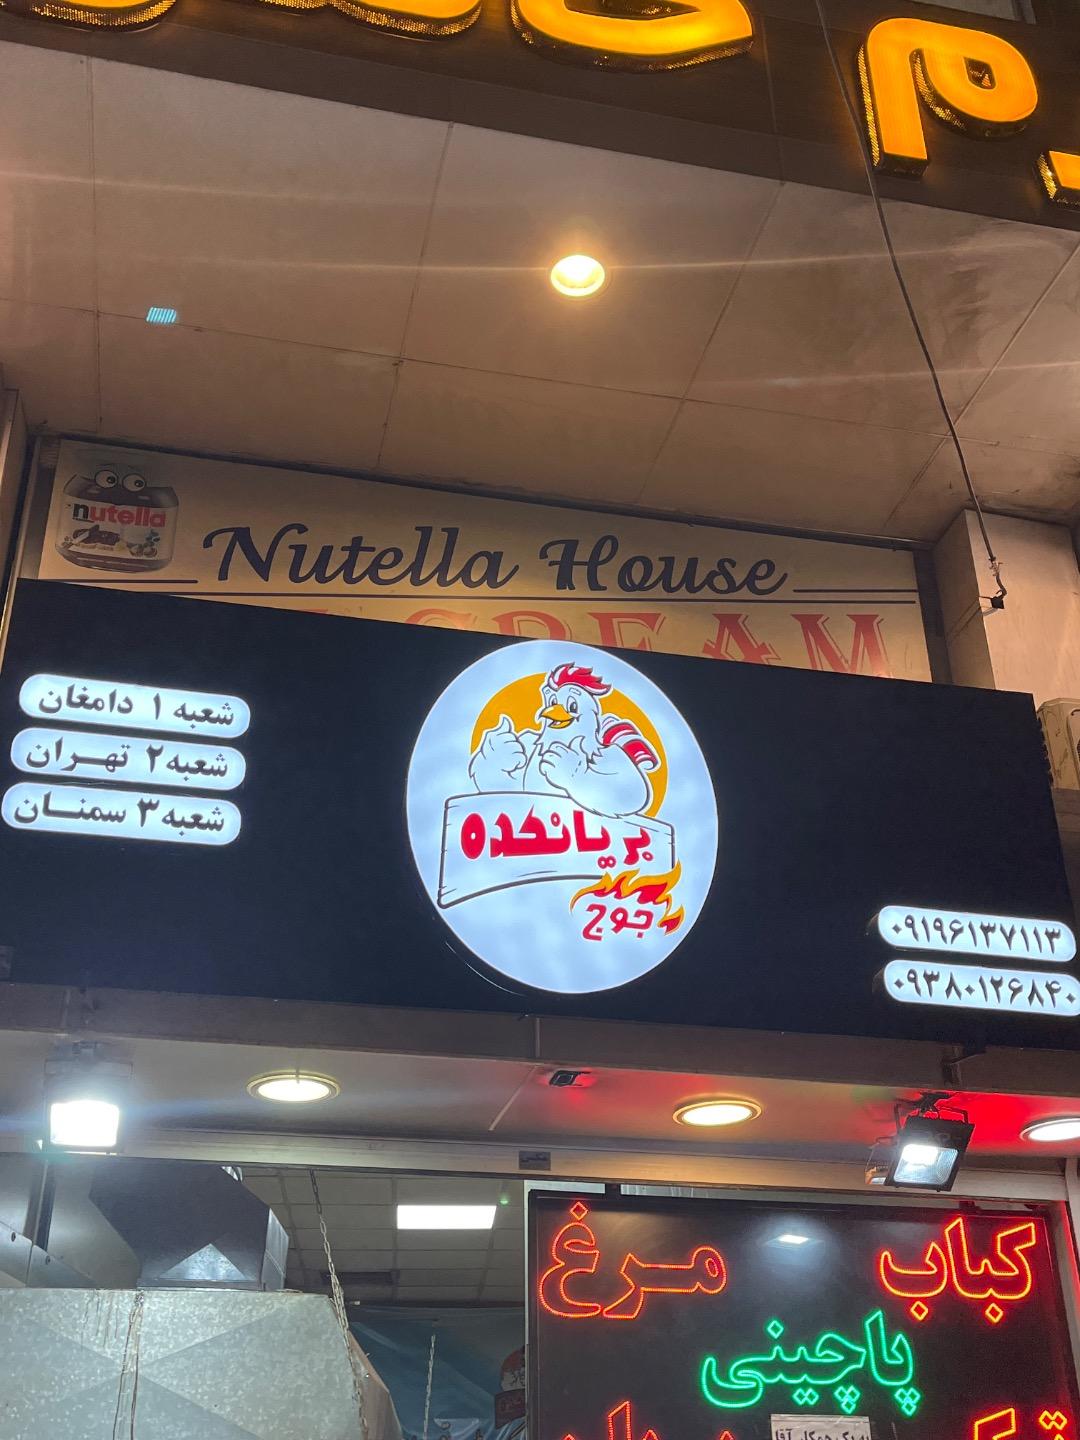 nutella
Nutella House
CREAM
شعبه ۱ دامغان
شعبه ۲ تهران
شعبه ۳ سمنان
بریانکده
جوج
۰۹۱۹۶۱۳۷۱۱۳
۰۹۳۸۰۱۲۶۸۴۰
کباب مرغ
پاچینی